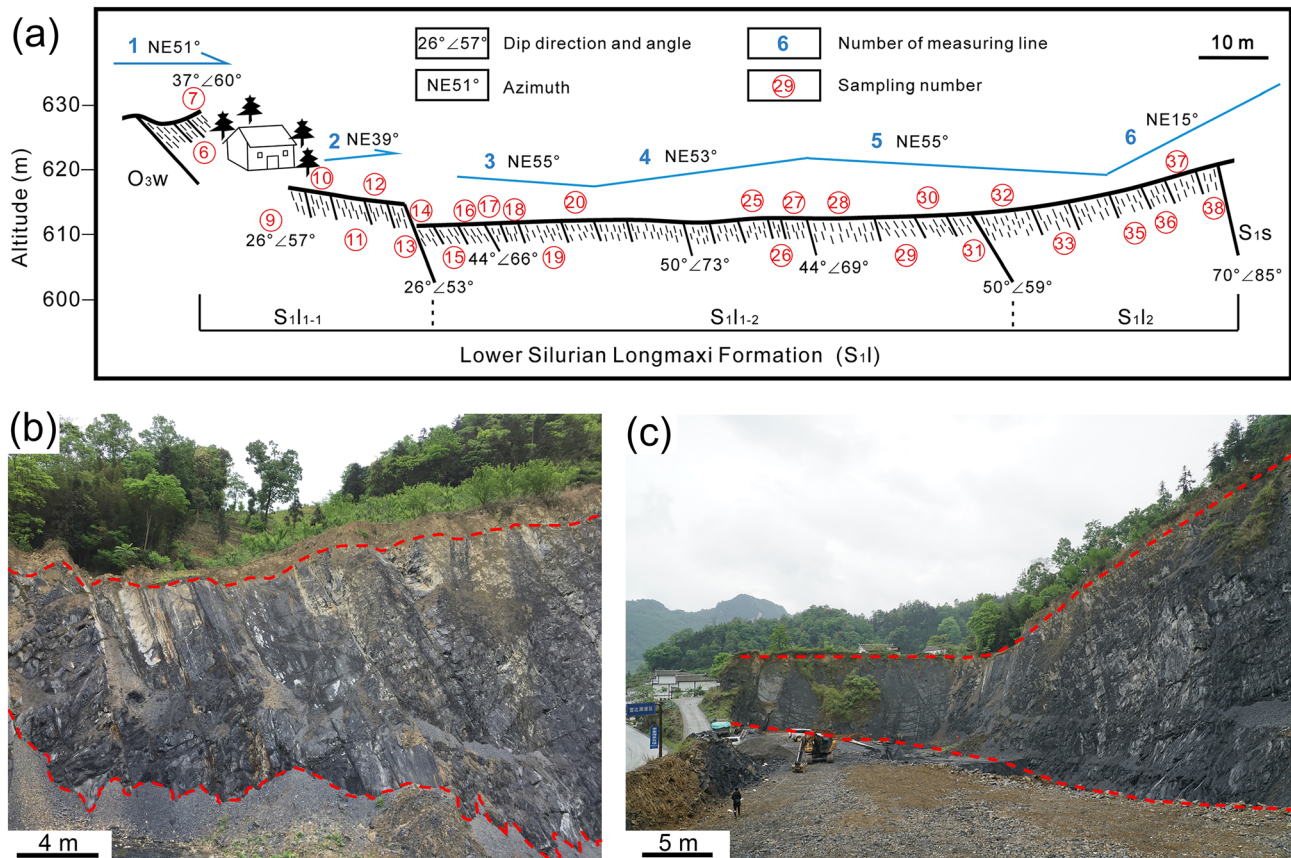 (a)
1 NE51°
26°∠57° Dip direction and angle
6 Number of measuring line
10 m
NE51° Azimuth
29 Sampling number
37°∠60°
7
6
O₃w
Altitude (m)
630
620
610
600
2 NE39°
3 NE55°
4 NE53°
5 NE55°
6 NE15°
10 12 14 16 17 18 20 25 27 28 30 32 37
9 11 13 15 19 26 29 31 33 35 36 38
26°∠57°
26°∠53°
44°∠66°
50°∠73°
44°∠69°
50°∠59°
S₁s
70°∠85°
S₁l₁₋₁ S₁l₁₋₂ S₁l₂
Lower Silurian Longmaxi Formation (S₁l)
(b)
4 m
(c)
5 m